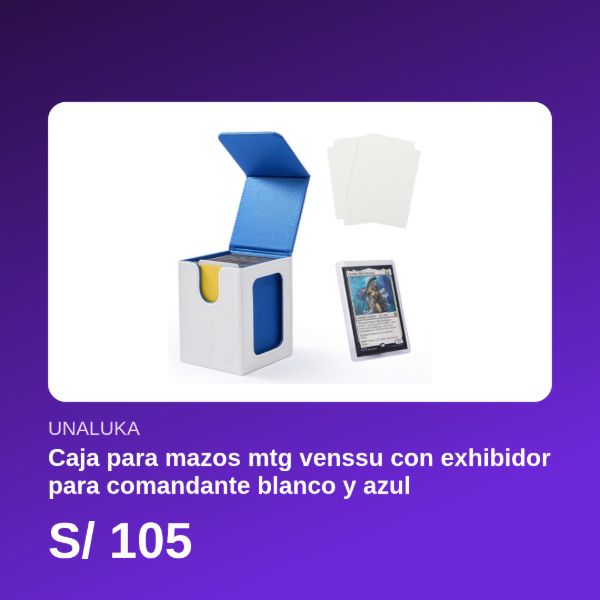 UNALUKA
Caja para mazos mtg venssu con exhibidor
para comandante blanco y azul
S/ 105